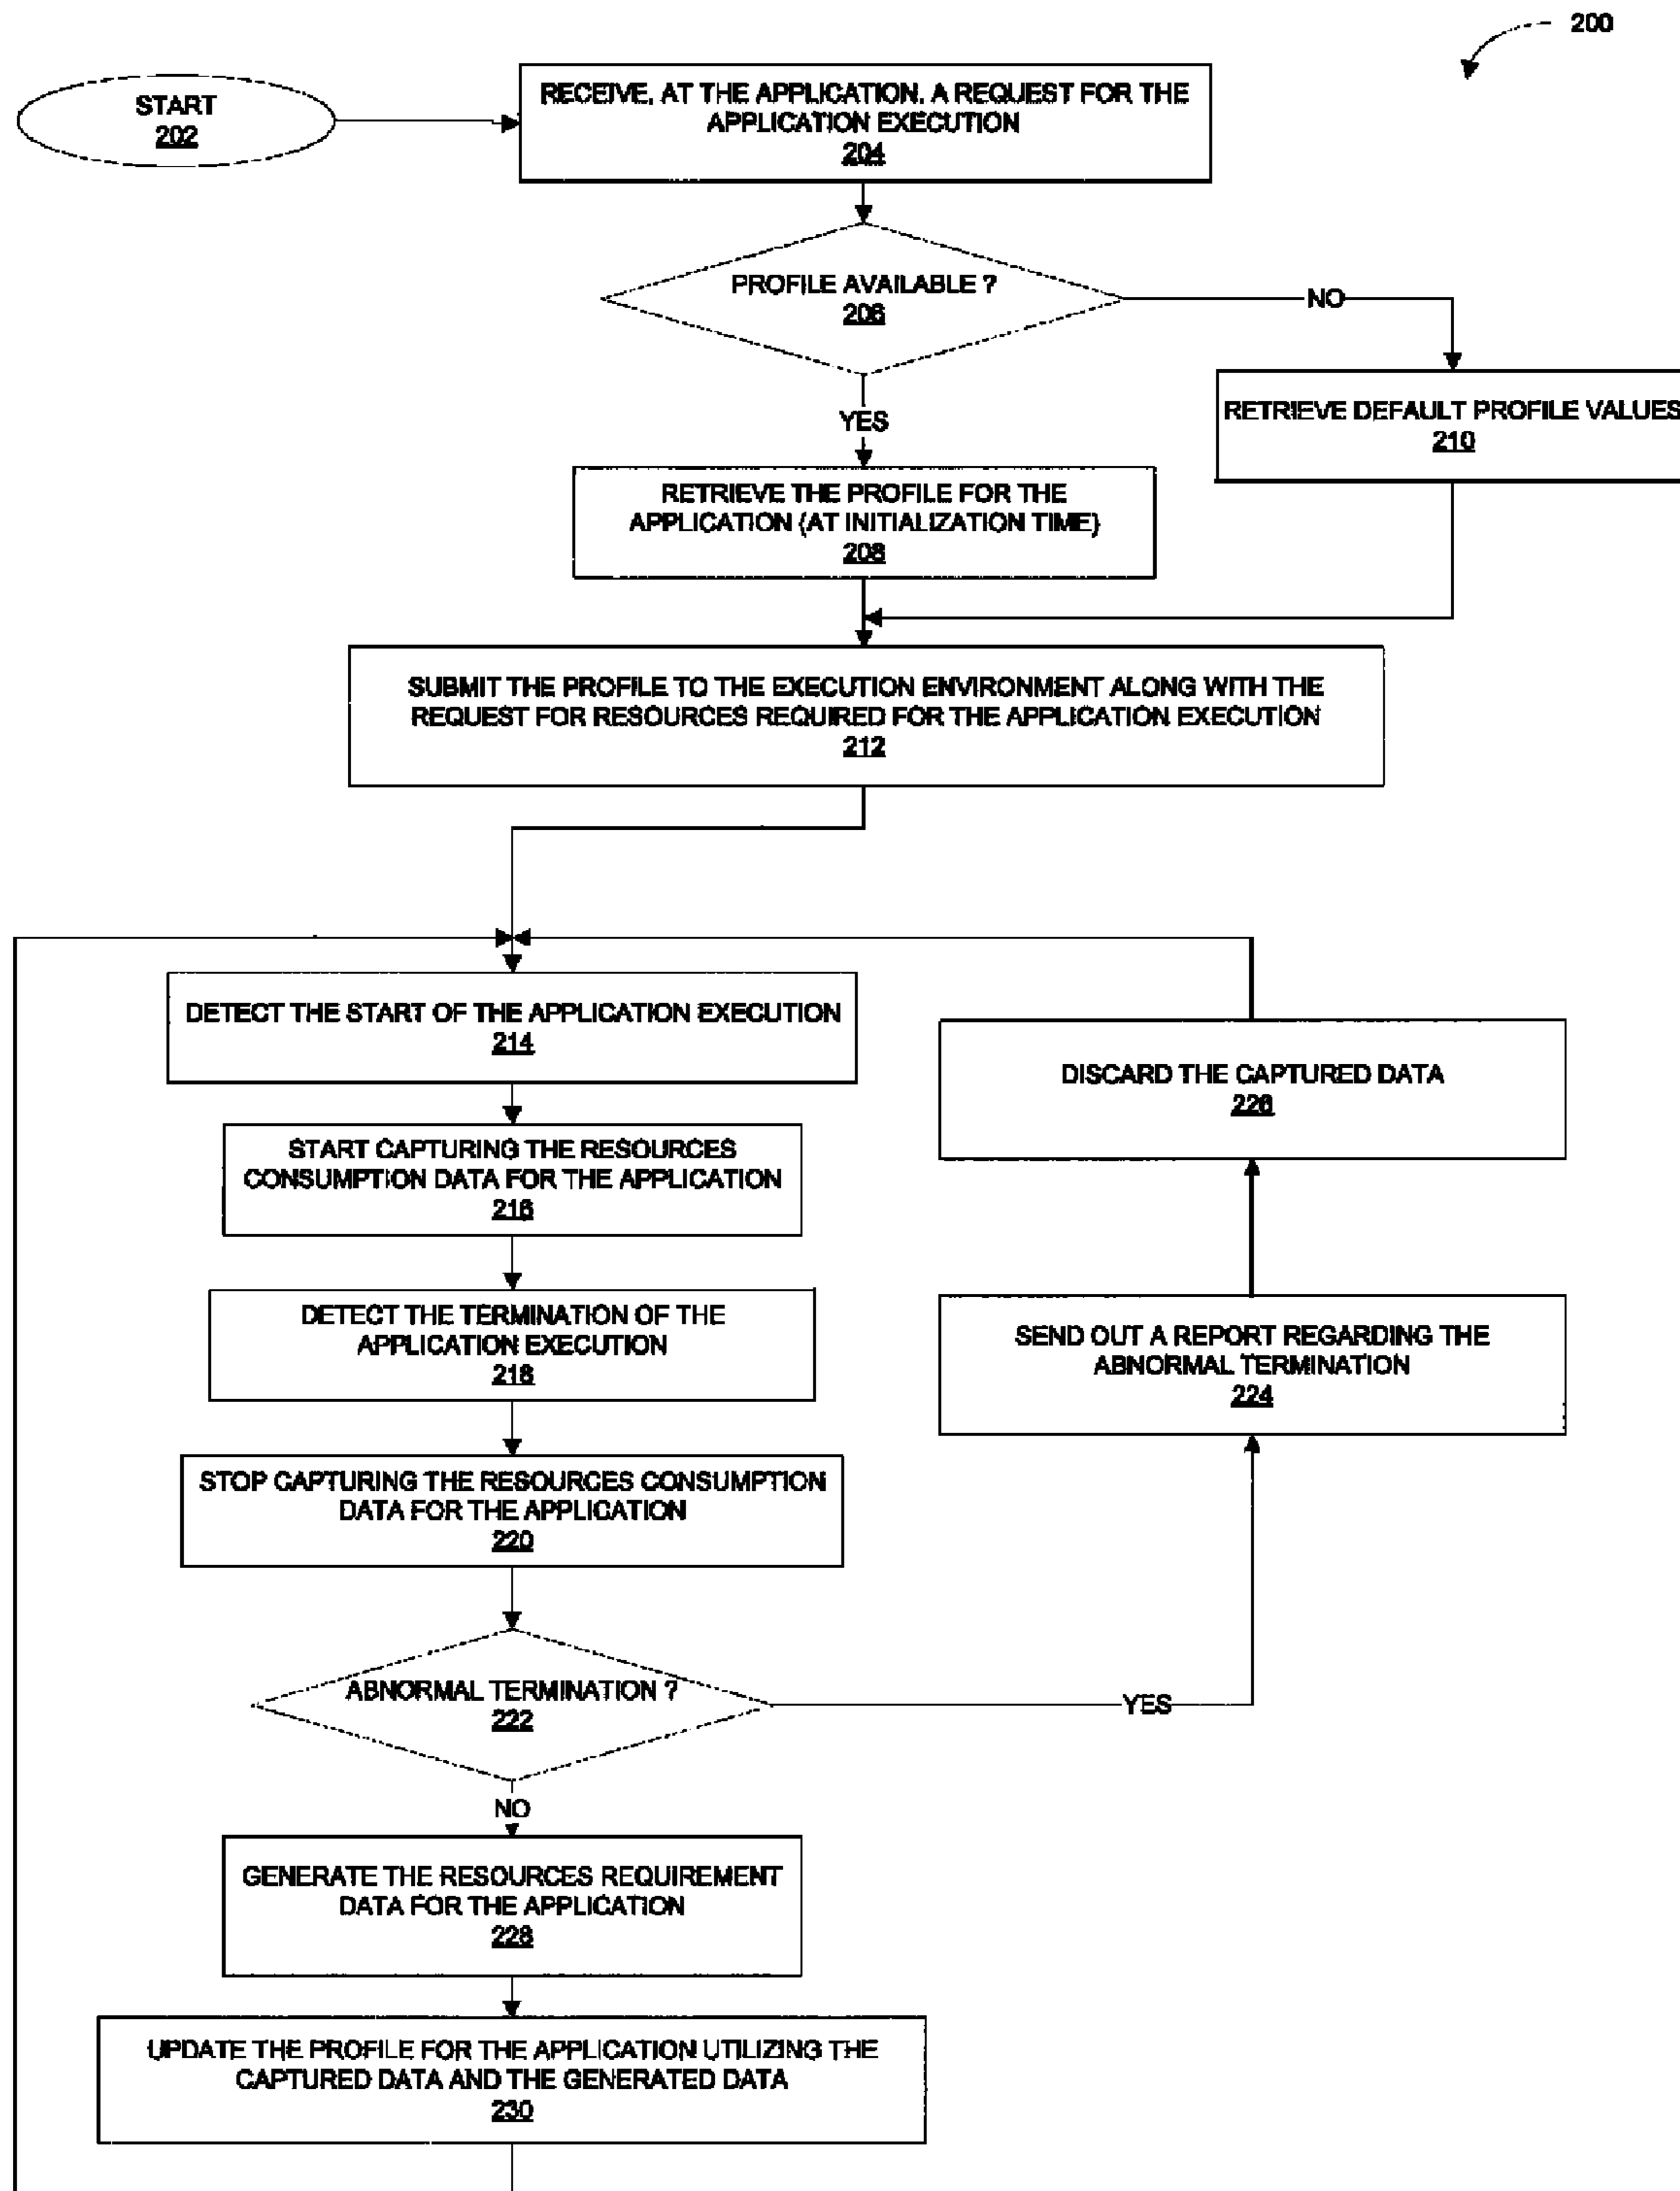 200
START
202
RECEIVE, AT THE APPLICATION, A REQUEST FOR THE
APPLICATION EXECUTION
204
PROFILE AVAILABLE ?
206
NO
YES
RETRIEVE DEFAULT PROFILE VALUES
210
RETRIEVE THE PROFILE FOR THE
APPLICATION (AT INITIALIZATION TIME)
208
SUBMIT THE PROFILE TO THE EXECUTION ENVIRONMENT ALONG WITH THE
REQUEST FOR RESOURCES REQUIRED FOR THE APPLICATION EXECUTION
212
DETECT THE START OF THE APPLICATION EXECUTION
214
DISCARD THE CAPTURED DATA
226
START CAPTURING THE RESOURCES
CONSUMPTION DATA FOR THE APPLICATION
216
DETECT THE TERMINATION OF THE
APPLICATION EXECUTION
218
SEND OUT A REPORT REGARDING THE
ABNORMAL TERMINATION
224
STOP CAPTURING THE RESOURCES CONSUMPTION
DATA FOR THE APPLICATION
220
ABNORMAL TERMINATION ?
222
YES
NO
GENERATE THE RESOURCES REQUIREMENT
DATA FOR THE APPLICATION
228
UPDATE THE PROFILE FOR THE APPLICATION UTILIZING THE
CAPTURED DATA AND THE GENERATED DATA
230